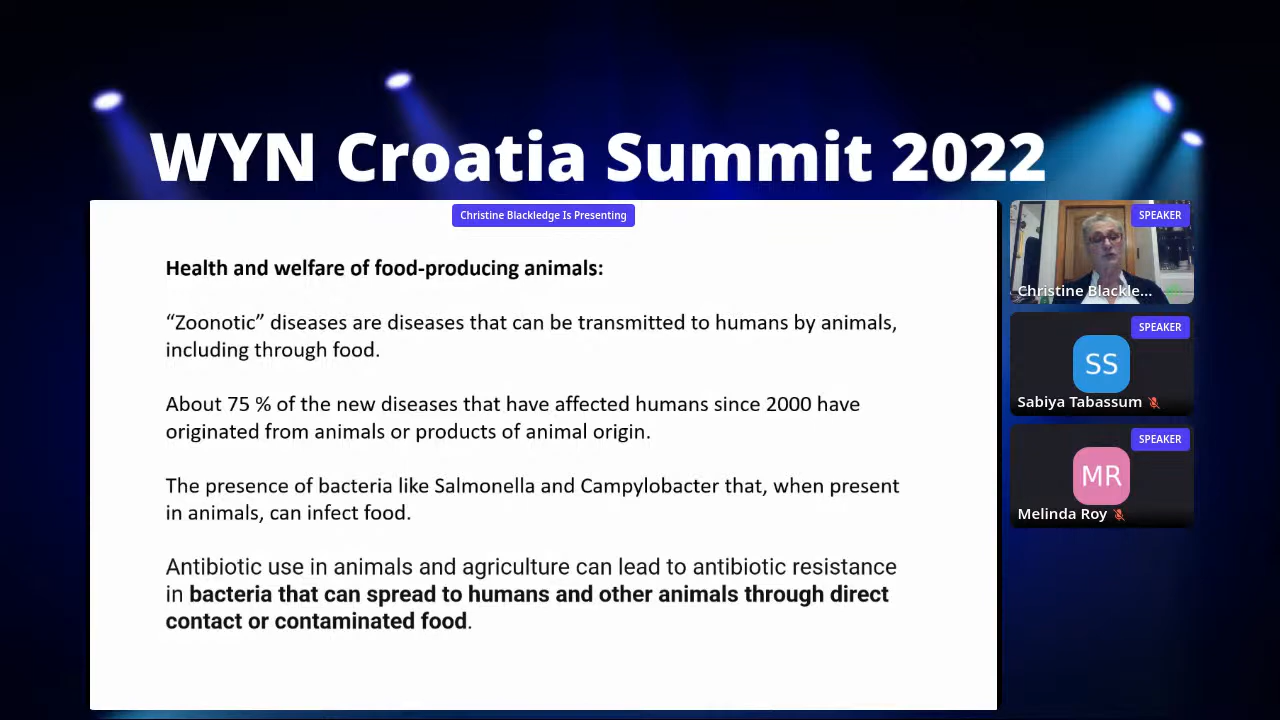 WYN Croatia Summit 2022
Christine Blackledge Is Presenting
Health and welfare of food-producing animals:
“Zoonotic” diseases are diseases that can be transmitted to humans by animals,
including through food.
About 75 % of the new diseases that have affected humans since 2000 have
originated from animals or products of animal origin.
The presence of bacteria like Salmonella and Campylobacter that, when present
in animals, can infect food.
Antibiotic use in animals and agriculture can lead to antibiotic resistance
in bacteria that can spread to humans and other animals through direct
contact or contaminated food.
SPEAKER
Christine Blackle...
SPEAKER
SS
Sabiya Tabassum
SPEAKER
MR
Melinda Roy